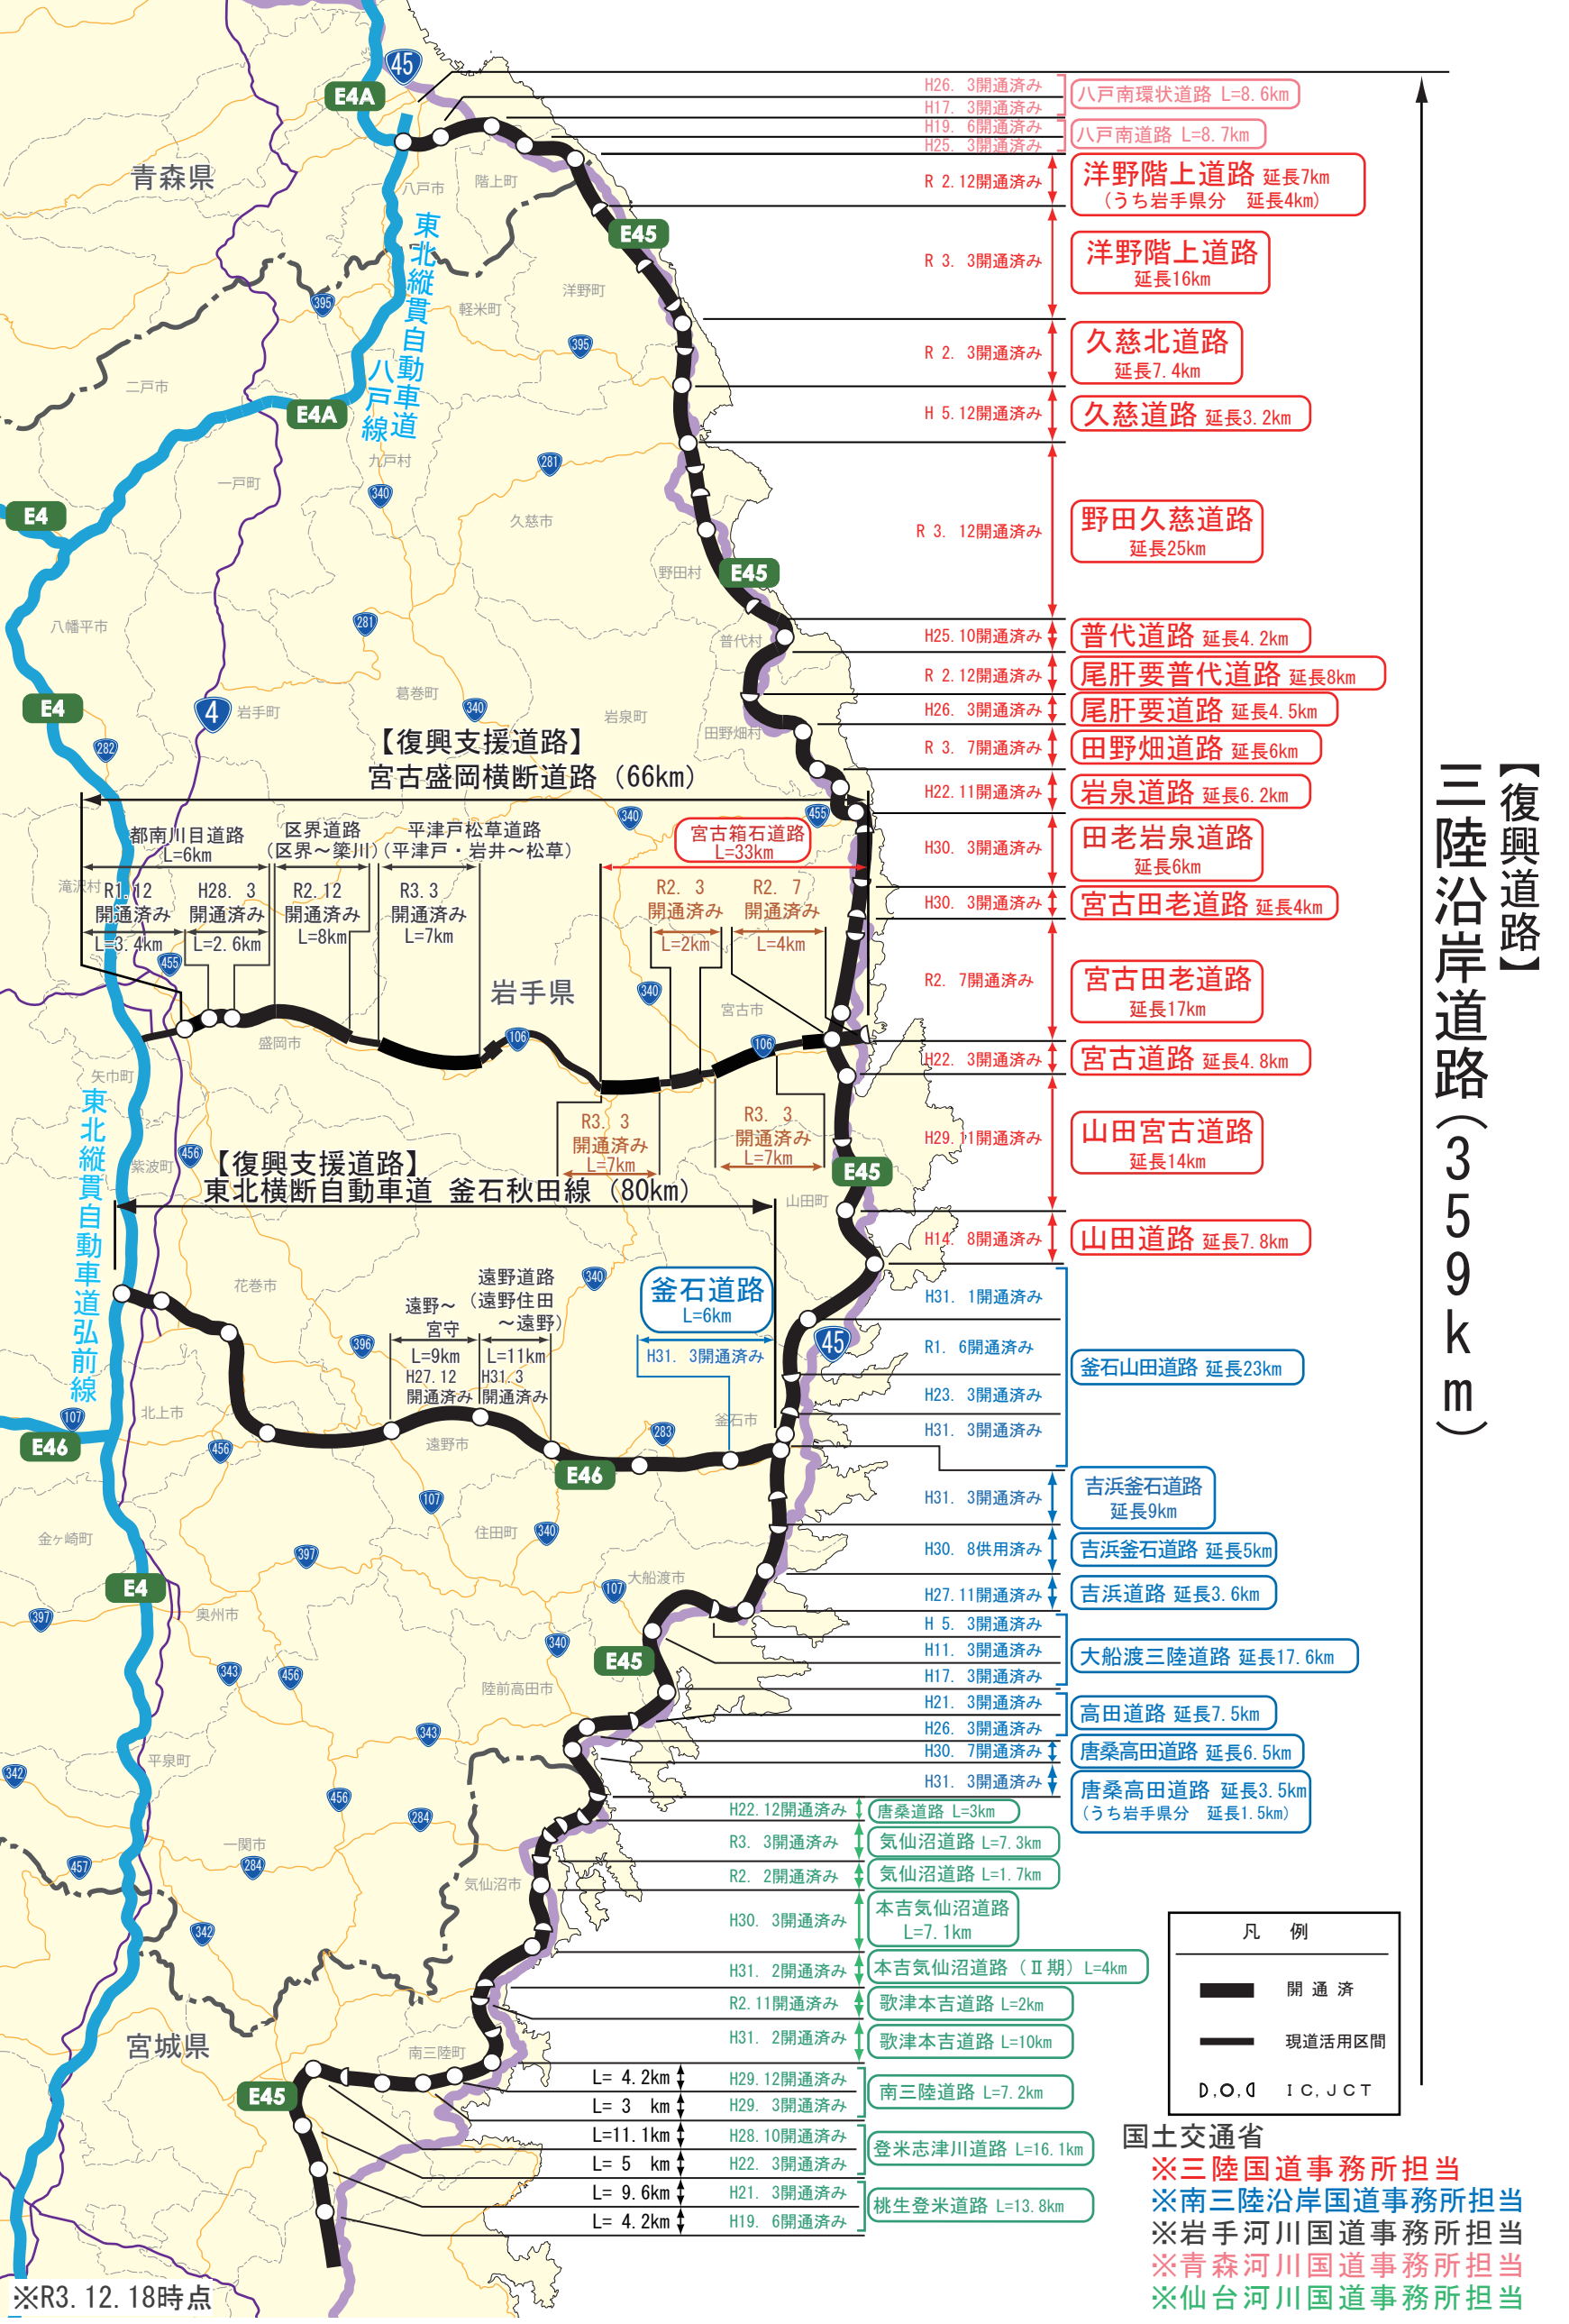 45
H26. 3開通済み
八戸南環状道路 L=8.6km
E4A
H17. 3開通済み
H19. 6開通済み
八戸南道路 L=8.7km
H25. 3開通済み
青森県
八戸市
階上町
R 2.12開通済み
洋野階上道路 延長7km
(うち岩手県分 延長4km)
東北縦貫自動車道
八戸線
E45
R 3. 3開通済み
洋野階上道路
延長16km
395
軽米町
洋野町
395
R 2. 3開通済み
久慈北道路
延長7.4km
二戸市
E4A
H 5.12開通済み
久慈道路 延長3.2km
九戸村
281
一戸町
340
E4
久慈市
R 3. 12開通済み
野田久慈道路
延長25km
野田村
E45
八幡平市
281
普代村
H25.10開通済み
普代道路 延長4.2km
R 2.12開通済み
尾肝要普代道路 延長8km
葛巻町
E4
4
岩手町
340
岩泉町
H26. 3開通済み
尾肝要道路 延長4.5km
田野畑村
282
【復興支援道路】
宮古盛岡横断道路（66km）
R 3. 7開通済み
田野畑道路 延長6km
H22.11開通済み
岩泉道路 延長6.2km
340
455
都南川目道路
L=6km
区界道路
(区界～簗川)
平津戸松草道路
(平津戸・岩井～松草)
宮古箱石道路
L=33km
H30. 3開通済み
田老岩泉道路
延長6km
滝沢村
R1.12
開通済み
L=3.4km
H28. 3
開通済み
L=2.6km
R2.12
開通済み
L=8km
R3.3
開通済み
L=7km
R2. 3
開通済み
L=2km
R2. 7
開通済み
L=4km
H30. 3開通済み
宮古田老道路 延長4km
455
岩手県
340
宮古市
R2. 7開通済み
宮古田老道路
延長17km
盛岡市
106
106
H22. 3開通済み
宮古道路 延長4.8km
矢巾町
R3. 3
開通済み
L=7km
R3. 3
開通済み
L=7km
H29.11開通済み
山田宮古道路
延長14km
東北縦貫自動車道弘前線
456
紫波町
【復興支援道路】
東北横断自動車道 釜石秋田線（80km）
E45
山田町
H14. 8開通済み
山田道路 延長7.8km
花巻市
遠野～
宮守
L=9km
H27.12
開通済み
遠野道路
(遠野住田
～遠野)
L=11km
H31.3
開通済み
340
釜石道路
L=6km
H31. 3開通済み
H31. 1開通済み
396
45
R1. 6開通済み
釜石山田道路 延長23km
H23. 3開通済み
H31. 3開通済み
107
北上市
E46
456
遠野市
283
釜石市
E46
107
H31. 3開通済み
吉浜釜石道路
延長9km
金ヶ崎町
住田町
340
H30. 8供用済み
吉浜釜石道路 延長5km
397
E4
107
大船渡市
H27.11開通済み
吉浜道路 延長3.6km
397
奥州市
H 5. 3開通済み
H11. 3開通済み
大船渡三陸道路 延長17.6km
H17. 3開通済み
340
E45
343
456
陸前高田市
H21. 3開通済み
高田道路 延長7.5km
H26. 3開通済み
343
H30. 7開通済み
唐桑高田道路 延長6.5km
平泉町
342
H31. 3開通済み
唐桑高田道路 延長3.5km
(うち岩手県分 延長1.5km)
456
284
H22.12開通済み
唐桑道路 L=3km
一関市
R3. 3開通済み
気仙沼道路 L=7.3km
457
284
R2. 2開通済み
気仙沼道路 L=1.7km
気仙沼市
342
H30. 3開通済み
本吉気仙沼道路
L=7.1km
H31. 2開通済み
本吉気仙沼道路（Ⅱ期）L=4km
R2.11開通済み
歌津本吉道路 L=2km
宮城県
南三陸町
H31. 2開通済み
歌津本吉道路 L=10km
E45
L= 4.2km
H29.12開通済み
南三陸道路 L=7.2km
L= 3 km
H29. 3開通済み
L=11.1km
H28.10開通済み
登米志津川道路 L=16.1km
L= 5 km
H22. 3開通済み
L= 9.6km
H21. 3開通済み
桃生登米道路 L=13.8km
L= 4.2km
H19. 6開通済み
【復興道路】
三陸沿岸道路（359km）
凡 例
開 通 済
現道活用区間
ＩＣ,ＪＣＴ
国土交通省
※三陸国道事務所担当
※南三陸沿岸国道事務所担当
※岩手河川国道事務所担当
※青森河川国道事務所担当
※仙台河川国道事務所担当
※R3.12.18時点